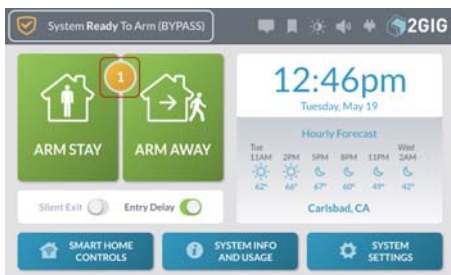 System Ready To Arm (BYPASS)
2GIG
1
ARM STAY
ARM AWAY
12:46pm
Tuesday, May 19
Hourly Forecast
Tue Wed
11AM 2PM 5PM 8PM 11PM 2AM
62° 66° 67° 60° 49° 42°
Carlsbad, CA
Silent Exit
Entry Delay
SMART HOME
CONTROLS
SYSTEM INFO
AND USAGE
SYSTEM
SETTINGS